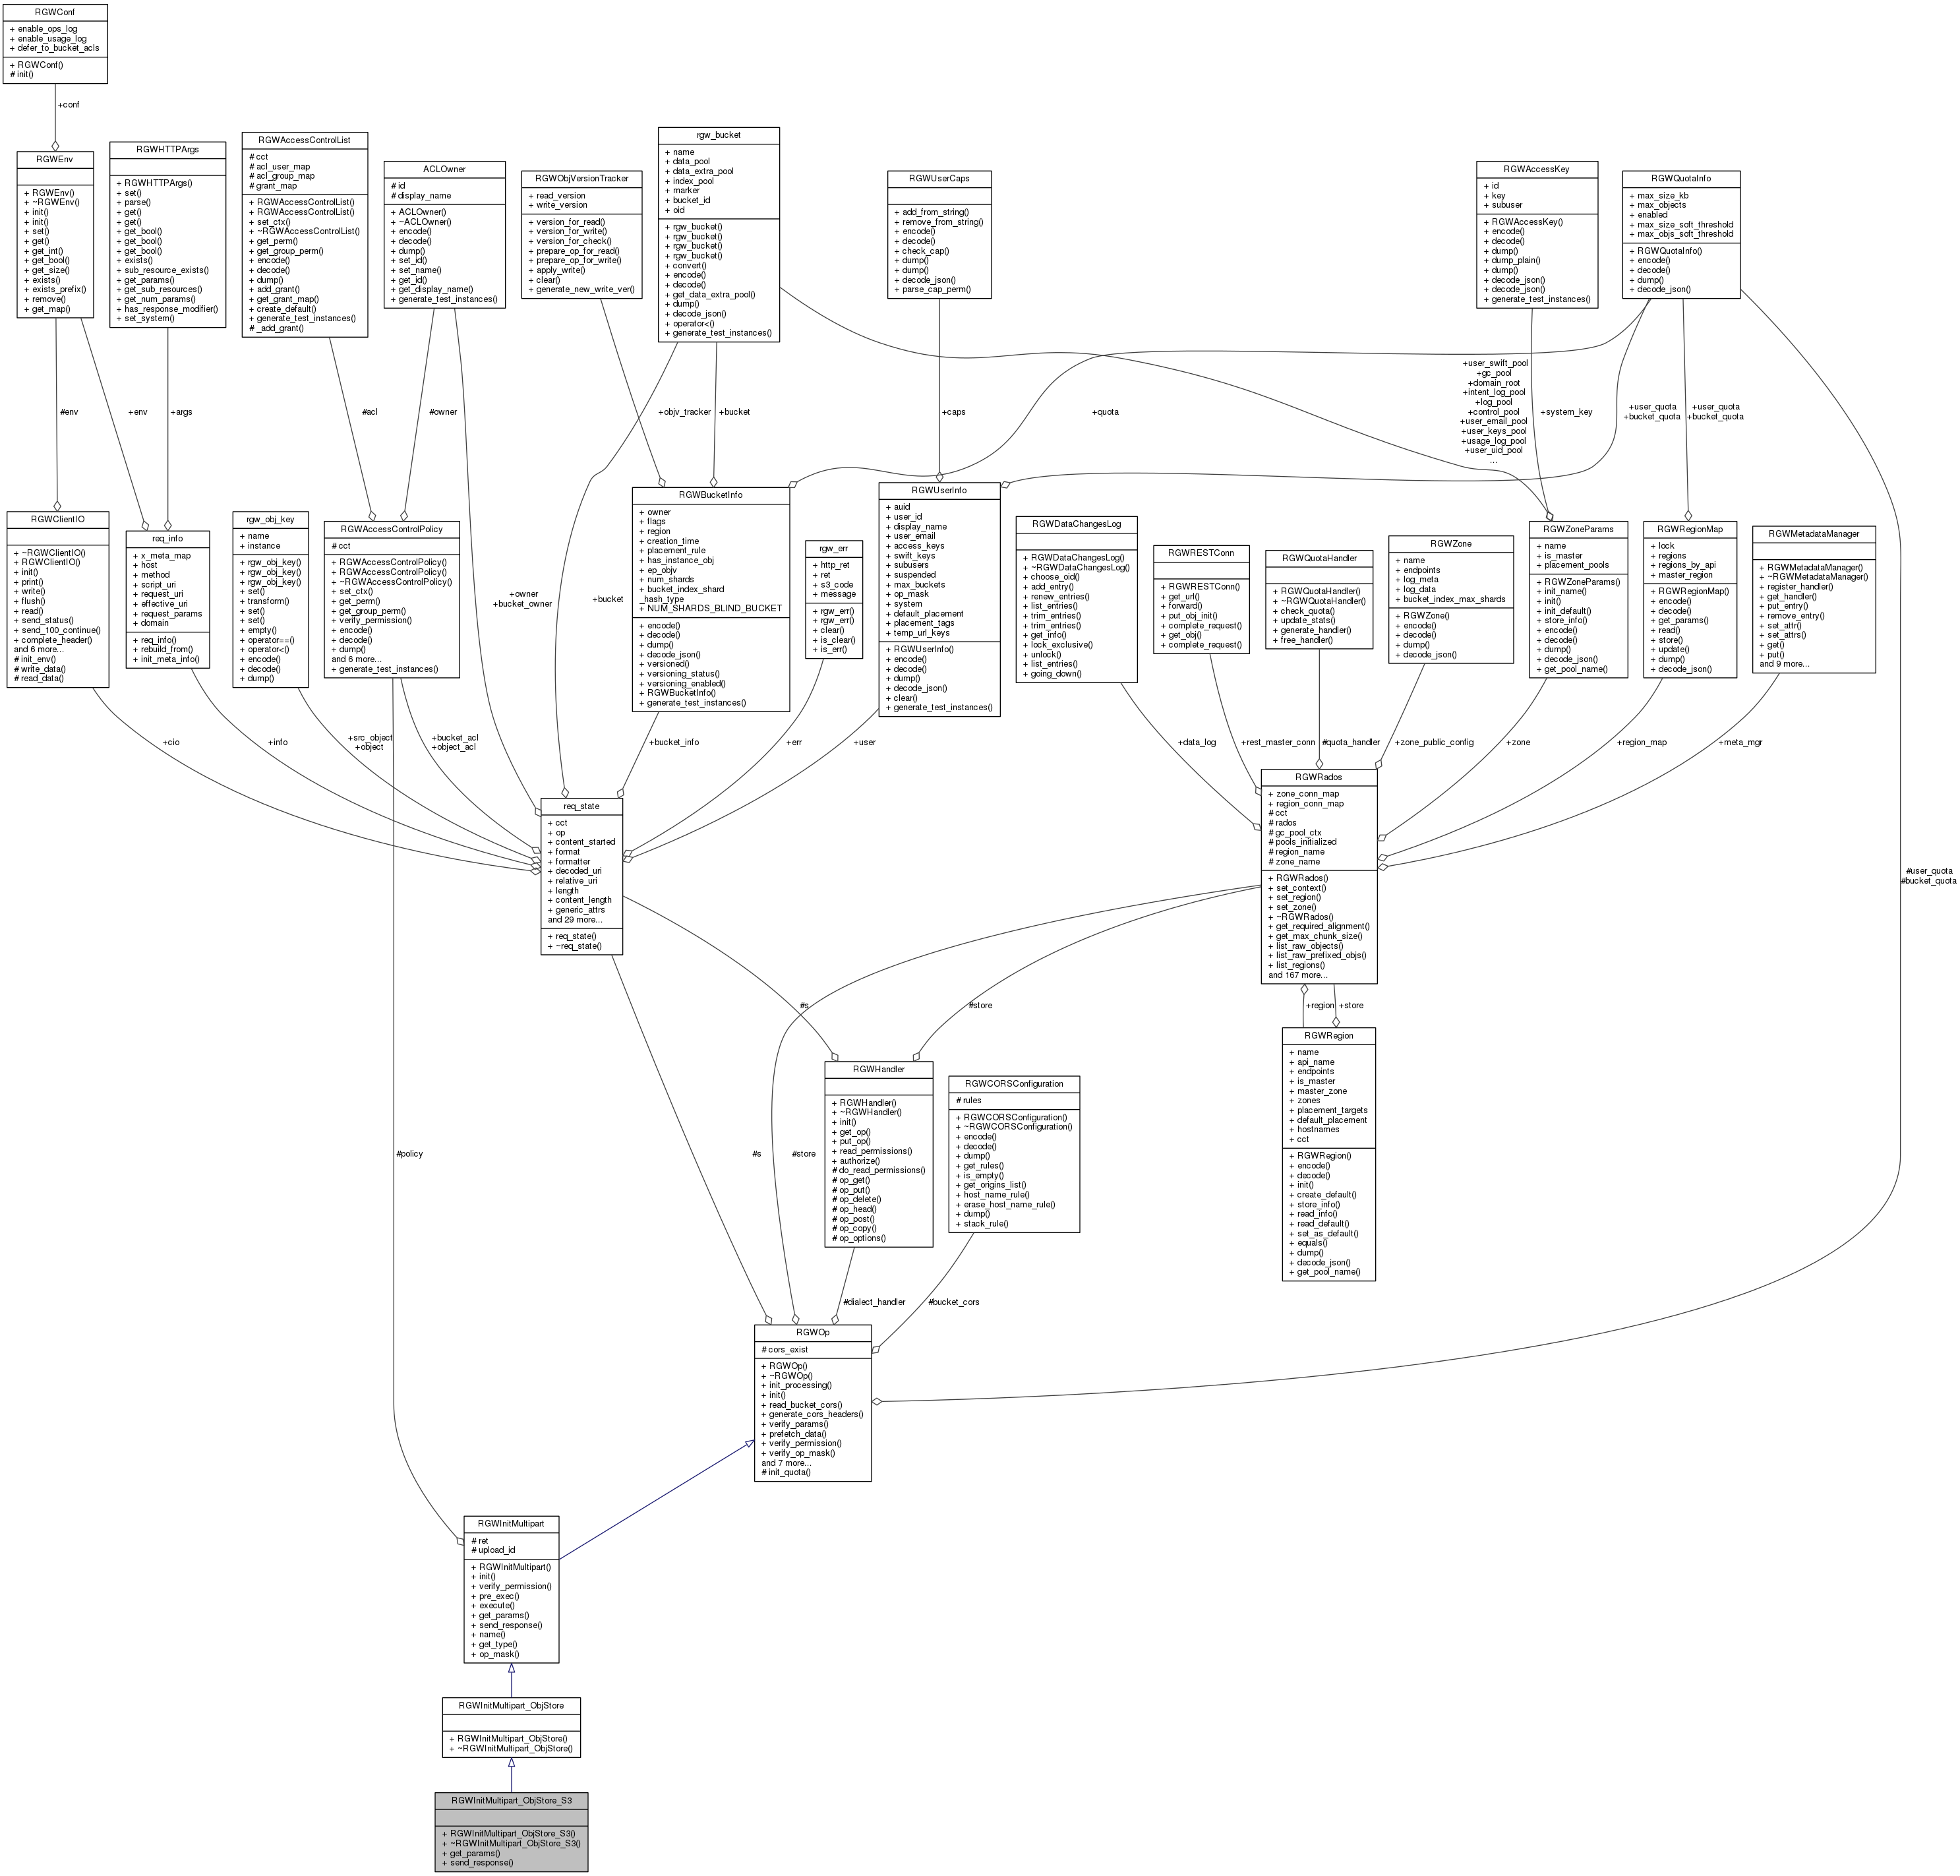 RGWConf
+ enable_ops_log
+ enable_usage_log
+ defer_to_bucket_acls
+ RGWConf()
# init()
+conf
RGWEnv
+ RGWEnv()
+ ~RGWEnv()
+ init()
+ init()
+ set()
+ get()
+ get_int()
+ get_bool()
+ get_size()
+ exists()
+ exists_prefix()
+ remove()
+ get_map()
RGWHTTPArgs
+ RGWHTTPArgs()
+ set()
+ parse()
+ get()
+ get()
+ get_bool()
+ get_bool()
+ get_bool()
+ exists()
+ sub_resource_exists()
+ get_params()
+ get_sub_resources()
+ get_num_params()
+ has_response_modifier()
+ set_system()
RGWAccessControlList
# cct
# acl_user_map
# acl_group_map
# grant_map
+ RGWAccessControlList()
+ RGWAccessControlList()
+ set_ctx()
+ ~RGWAccessControlList()
+ get_perm()
+ get_group_perm()
+ encode()
+ decode()
+ dump()
+ add_grant()
+ get_grant_map()
+ create_default()
+ generate_test_instances()
# _add_grant()
ACLOwner
# id
# display_name
+ ACLOwner()
+ ~ACLOwner()
+ encode()
+ decode()
+ dump()
+ set_id()
+ set_name()
+ get_id()
+ get_display_name()
+ generate_test_instances()
RGWObjVersionTracker
+ read_version
+ write_version
+ version_for_read()
+ version_for_write()
+ version_for_check()
+ prepare_op_for_read()
+ prepare_op_for_write()
+ apply_write()
+ clear()
+ generate_new_write_ver()
rgw_bucket
+ name
+ data_pool
+ data_extra_pool
+ index_pool
+ marker
+ bucket_id
+ oid
+ rgw_bucket()
+ rgw_bucket()
+ rgw_bucket()
+ rgw_bucket()
+ convert()
+ encode()
+ decode()
+ get_data_extra_pool()
+ dump()
+ decode_json()
+ operator<()
+ generate_test_instances()
RGWUserCaps
+ add_from_string()
+ remove_from_string()
+ encode()
+ decode()
+ check_cap()
+ dump()
+ dump()
+ decode_json()
+ parse_cap_perm()
RGWAccessKey
+ id
+ key
+ subuser
+ RGWAccessKey()
+ encode()
+ decode()
+ dump()
+ dump_plain()
+ dump()
+ decode_json()
+ decode_json()
+ generate_test_instances()
RGWQuotaInfo
+ max_size_kb
+ max_objects
+ enabled
+ max_size_soft_threshold
+ max_objs_soft_threshold
+ RGWQuotaInfo()
+ encode()
+ decode()
+ dump()
+ decode_json()
#env
+env
+args
#acl
#owner
+objv_tracker
+bucket
+caps
+quota
+user_swift_pool
+gc_pool
+domain_root
+intent_log_pool
+log_pool
+control_pool
+user_email_pool
+user_keys_pool
+usage_log_pool
+user_uid_pool
...
+system_key
+user_quota
+bucket_quota
+user_quota
+bucket_quota
RGWClientIO
+ ~RGWClientIO()
+ RGWClientIO()
+ init()
+ print()
+ write()
+ flush()
+ read()
+ send_status()
+ send_100_continue()
+ complete_header()
and 6 more...
# init_env()
# write_data()
# read_data()
req_info
+ x_meta_map
+ host
+ method
+ script_uri
+ request_uri
+ effective_uri
+ request_params
+ domain
+ req_info()
+ rebuild_from()
+ init_meta_info()
rgw_obj_key
+ name
+ instance
+ rgw_obj_key()
+ rgw_obj_key()
+ rgw_obj_key()
+ set()
+ transform()
+ set()
+ set()
+ empty()
+ operator==()
+ operator<()
+ encode()
+ decode()
+ dump()
RGWAccessControlPolicy
# cct
+ RGWAccessControlPolicy()
+ RGWAccessControlPolicy()
+ ~RGWAccessControlPolicy()
+ set_ctx()
+ get_perm()
+ get_group_perm()
+ verify_permission()
+ encode()
+ decode()
+ dump()
and 6 more...
+ generate_test_instances()
+owner
+bucket_owner
+bucket
RGWBucketInfo
+ owner
+ flags
+ region
+ creation_time
+ placement_rule
+ has_instance_obj
+ ep_objv
+ num_shards
+ bucket_index_shard
_hash_type
+ NUM_SHARDS_BLIND_BUCKET
+ encode()
+ decode()
+ dump()
+ decode_json()
+ versioned()
+ versioning_status()
+ versioning_enabled()
+ RGWBucketInfo()
+ generate_test_instances()
rgw_err
+ http_ret
+ ret
+ s3_code
+ message
+ rgw_err()
+ rgw_err()
+ clear()
+ is_clear()
+ is_err()
RGWUserInfo
+ auid
+ user_id
+ display_name
+ user_email
+ access_keys
+ swift_keys
+ subusers
+ suspended
+ max_buckets
+ op_mask
+ system
+ default_placement
+ placement_tags
+ temp_url_keys
+ RGWUserInfo()
+ encode()
+ decode()
+ dump()
+ decode_json()
+ clear()
+ generate_test_instances()
RGWDataChangesLog
+ RGWDataChangesLog()
+ ~RGWDataChangesLog()
+ choose_oid()
+ add_entry()
+ renew_entries()
+ list_entries()
+ trim_entries()
+ trim_entries()
+ get_info()
+ lock_exclusive()
+ unlock()
+ list_entries()
+ going_down()
RGWRESTConn
+ RGWRESTConn()
+ get_url()
+ forward()
+ put_obj_init()
+ complete_request()
+ get_obj()
+ complete_request()
RGWQuotaHandler
+ RGWQuotaHandler()
+ ~RGWQuotaHandler()
+ check_quota()
+ update_stats()
+ generate_handler()
+ free_handler()
RGWZone
+ name
+ endpoints
+ log_meta
+ log_data
+ bucket_index_max_shards
+ RGWZone()
+ encode()
+ decode()
+ dump()
+ decode_json()
RGWZoneParams
+ name
+ is_master
+ placement_pools
+ RGWZoneParams()
+ init_name()
+ init()
+ init_default()
+ store_info()
+ encode()
+ decode()
+ dump()
+ decode_json()
+ get_pool_name()
RGWRegionMap
+ lock
+ regions
+ regions_by_api
+ master_region
+ RGWRegionMap()
+ encode()
+ decode()
+ get_params()
+ read()
+ store()
+ update()
+ dump()
+ decode_json()
RGWMetadataManager
+ RGWMetadataManager()
+ ~RGWMetadataManager()
+ register_handler()
+ get_handler()
+ put_entry()
+ remove_entry()
+ set_attr()
+ set_attrs()
+ get()
+ put()
and 9 more...
+cio
+info
+src_object
+object
+bucket_acl
+object_acl
+bucket_info
+err
+user
+data_log
+rest_master_conn
#quota_handler
+zone_public_config
+zone
+region_map
+meta_mgr
req_state
+ cct
+ op
+ content_started
+ format
+ formatter
+ decoded_uri
+ relative_uri
+ length
+ content_length
+ generic_attrs
and 29 more...
+ req_state()
+ ~req_state()
RGWRados
+ zone_conn_map
+ region_conn_map
# cct
# rados
# gc_pool_ctx
# pools_initialized
# region_name
# zone_name
+ RGWRados()
+ set_context()
+ set_region()
+ set_zone()
+ ~RGWRados()
+ get_required_alignment()
+ get_max_chunk_size()
+ list_raw_objects()
+ list_raw_prefixed_objs()
+ list_regions()
and 167 more...
#user_quota
#bucket_quota
#s
#store
+region
+store
RGWHandler
+ RGWHandler()
+ ~RGWHandler()
+ init()
+ get_op()
+ put_op()
+ read_permissions()
+ authorize()
# do_read_permissions()
# op_get()
# op_put()
# op_delete()
# op_head()
# op_post()
# op_copy()
# op_options()
RGWCORSConfiguration
# rules
+ RGWCORSConfiguration()
+ ~RGWCORSConfiguration()
+ encode()
+ decode()
+ dump()
+ get_rules()
+ is_empty()
+ get_origins_list()
+ host_name_rule()
+ erase_host_name_rule()
+ dump()
+ stack_rule()
RGWRegion
+ name
+ api_name
+ endpoints
+ is_master
+ master_zone
+ zones
+ placement_targets
+ default_placement
+ hostnames
+ cct
+ RGWRegion()
+ encode()
+ decode()
+ init()
+ create_default()
+ store_info()
+ read_info()
+ read_default()
+ set_as_default()
+ equals()
+ dump()
+ decode_json()
+ get_pool_name()
#policy
#s
#store
#dialect_handler
#bucket_cors
RGWOp
# cors_exist
+ RGWOp()
+ ~RGWOp()
+ init_processing()
+ init()
+ read_bucket_cors()
+ generate_cors_headers()
+ verify_params()
+ prefetch_data()
+ verify_permission()
+ verify_op_mask()
and 7 more...
# init_quota()
RGWInitMultipart
# ret
# upload_id
+ RGWInitMultipart()
+ init()
+ verify_permission()
+ pre_exec()
+ execute()
+ get_params()
+ send_response()
+ name()
+ get_type()
+ op_mask()
RGWInitMultipart_ObjStore
+ RGWInitMultipart_ObjStore()
+ ~RGWInitMultipart_ObjStore()
RGWInitMultipart_ObjStore_S3
+ RGWInitMultipart_ObjStore_S3()
+ ~RGWInitMultipart_ObjStore_S3()
+ get_params()
+ send_response()